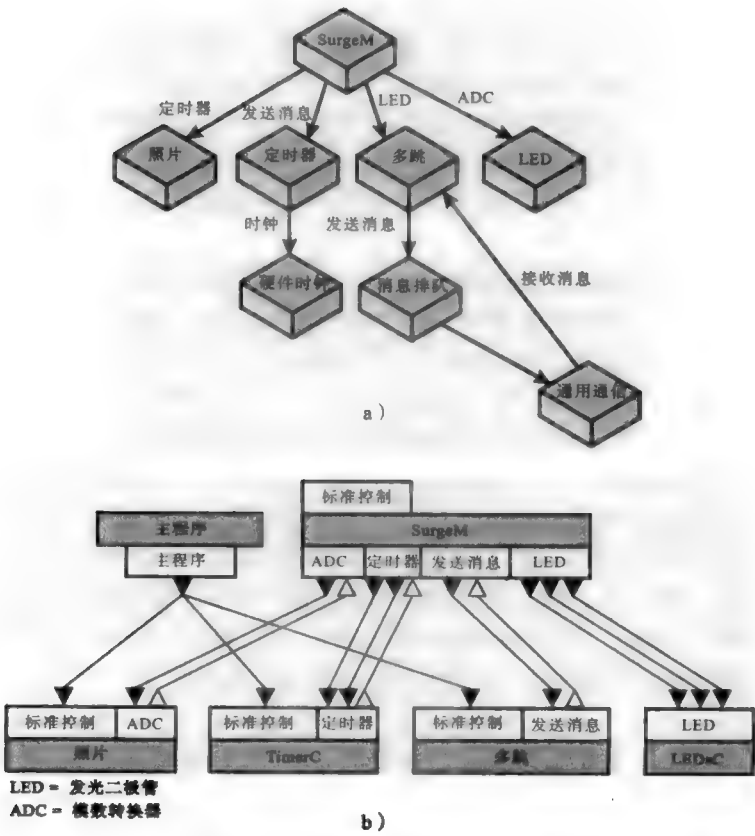 SurgeM
定时器
发送消息
LED
ADC
照片
定时器
多跳
LED
时钟
发送消息
接收消息
硬件时钟
消息排队
通用通信
a）
标准控制
主程序
SurgeM
主程序
ADC
定时器
发送消息
LED
标准控制
ADC
标准控制
定时器
标准控制
发送消息
LED
照片
TimerC
多跳
LEDsC
LED = 发光二极管
ADC = 模数转换器
b）